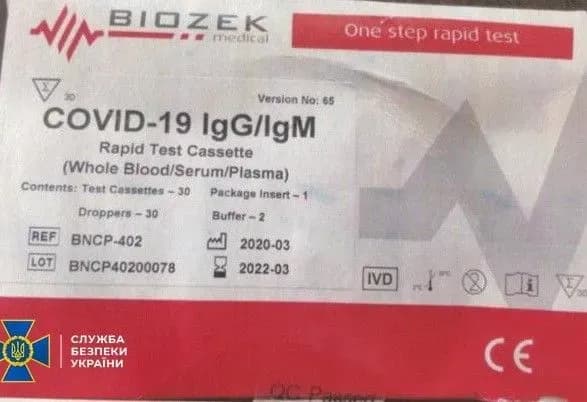 BIOZEK
medical
One step rapid test
Σ
30
Version No: 65
COVID-19 IgG/IgM
Rapid Test Cassette
(Whole Blood/Serum/Plasma)
Contents: Test Cassettes – 30 Package Insert – 1
Droppers – 30 Buffer – 2
REF BNCP-402 2020-03
LOT BNCP40200078 2022-03
IVD
СЛУЖБА
БЕЗПЕКИ
УКРАЇНИ
CE
QC Passed